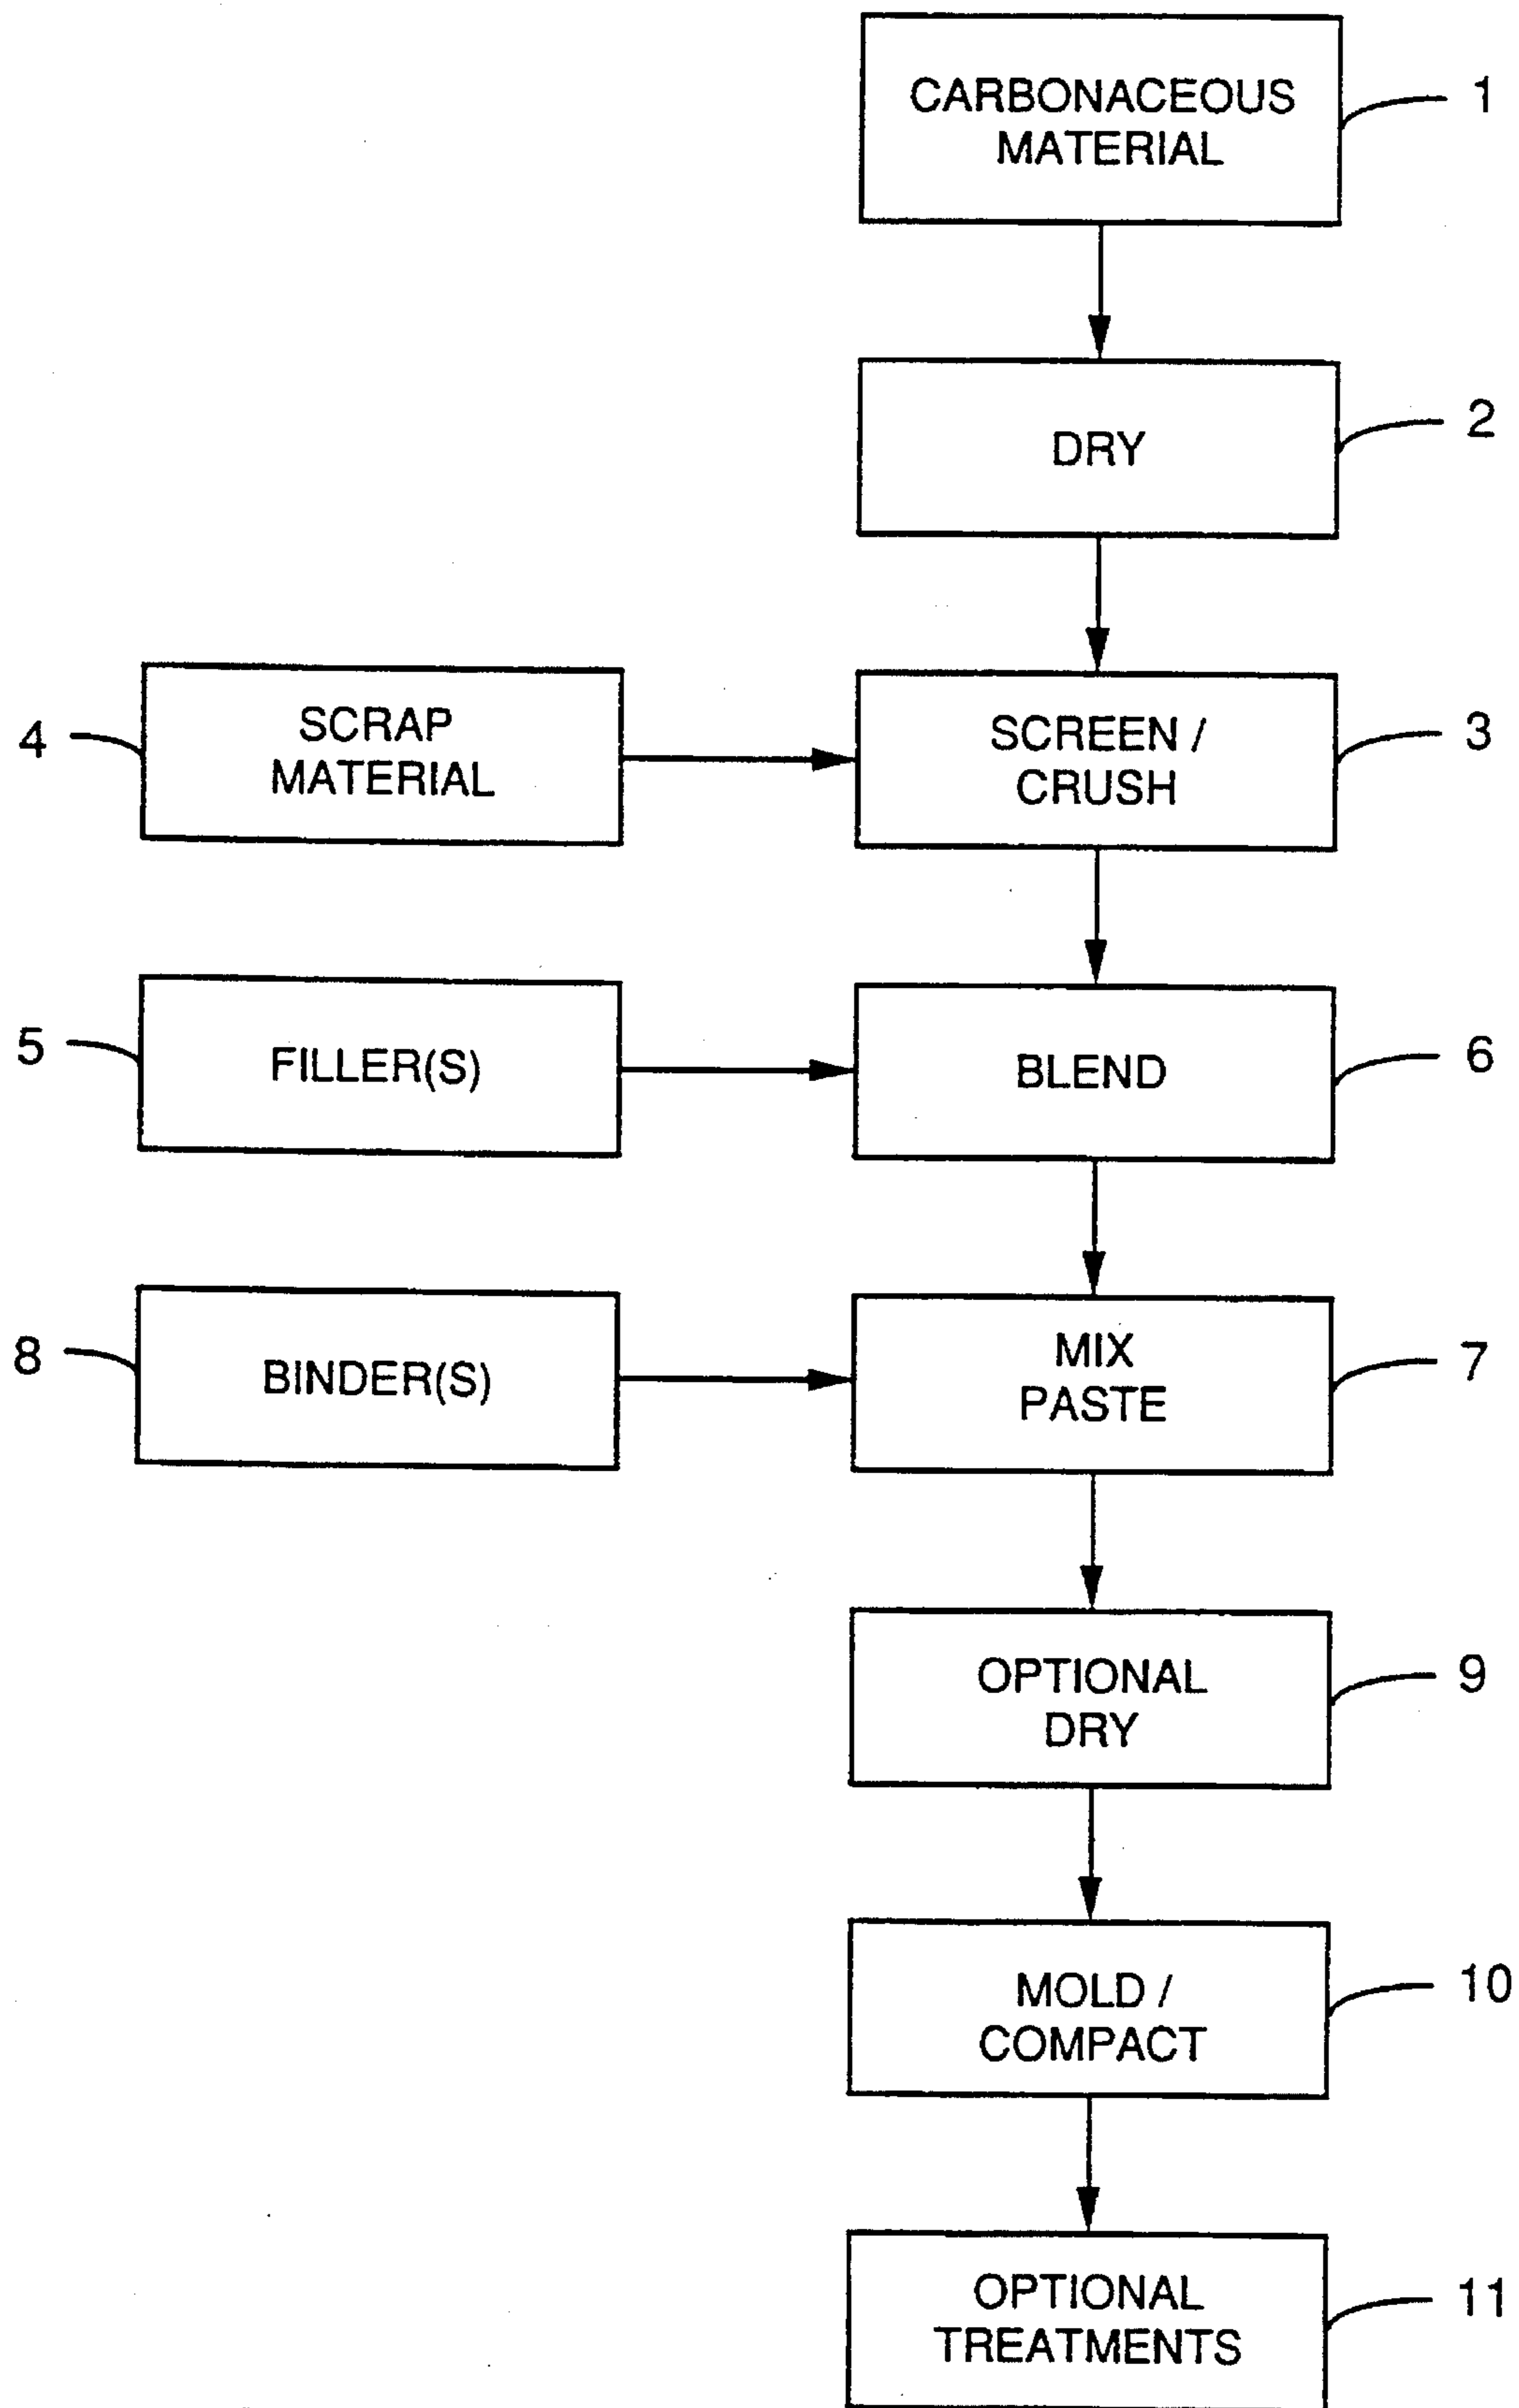 CARBONACEOUS
MATERIAL
1
DRY
2
4
SCRAP
MATERIAL
SCREEN /
CRUSH
3
5
FILLER(S)
BLEND
6
8
BINDER(S)
MIX
PASTE
7
OPTIONAL
DRY
9
MOLD /
COMPACT
10
OPTIONAL
TREATMENTS
11